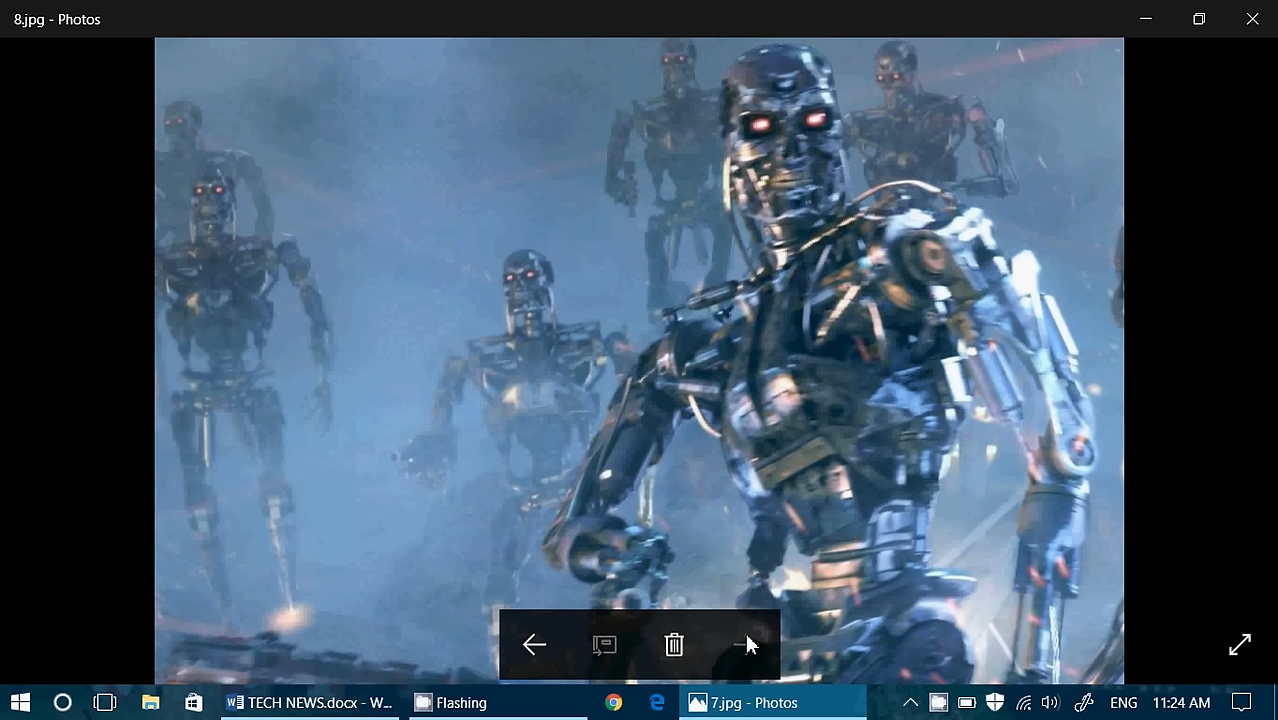 8.jpg - Photos
TECH NEWS.docx - W...
Flashing
7.jpg - Photos
ENG
11:24 AM